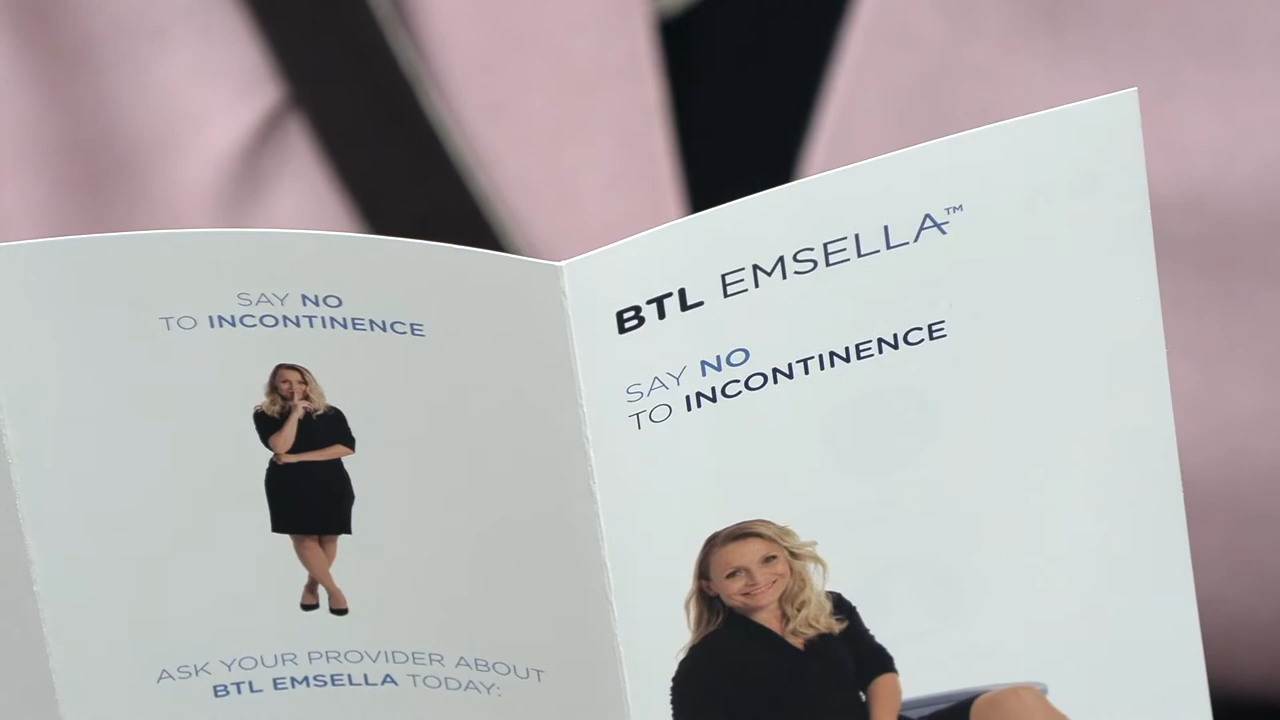 SAY NO
TO INCONTINENCE
ASK YOUR PROVIDER ABOUT
BTL EMSELLA TODAY:
BTL EMSELLA™
SAY NO
TO INCONTINENCE